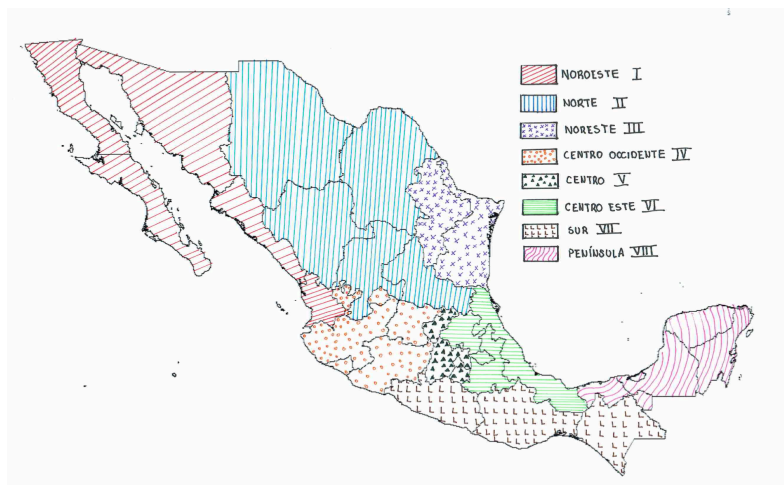 NOROESTE I
NORTE II
NORESTE III
CENTRO OCCIDENTE IV
CENTRO V
CENTRO ESTE VI
SUR VII
PENÍNSULA VIII